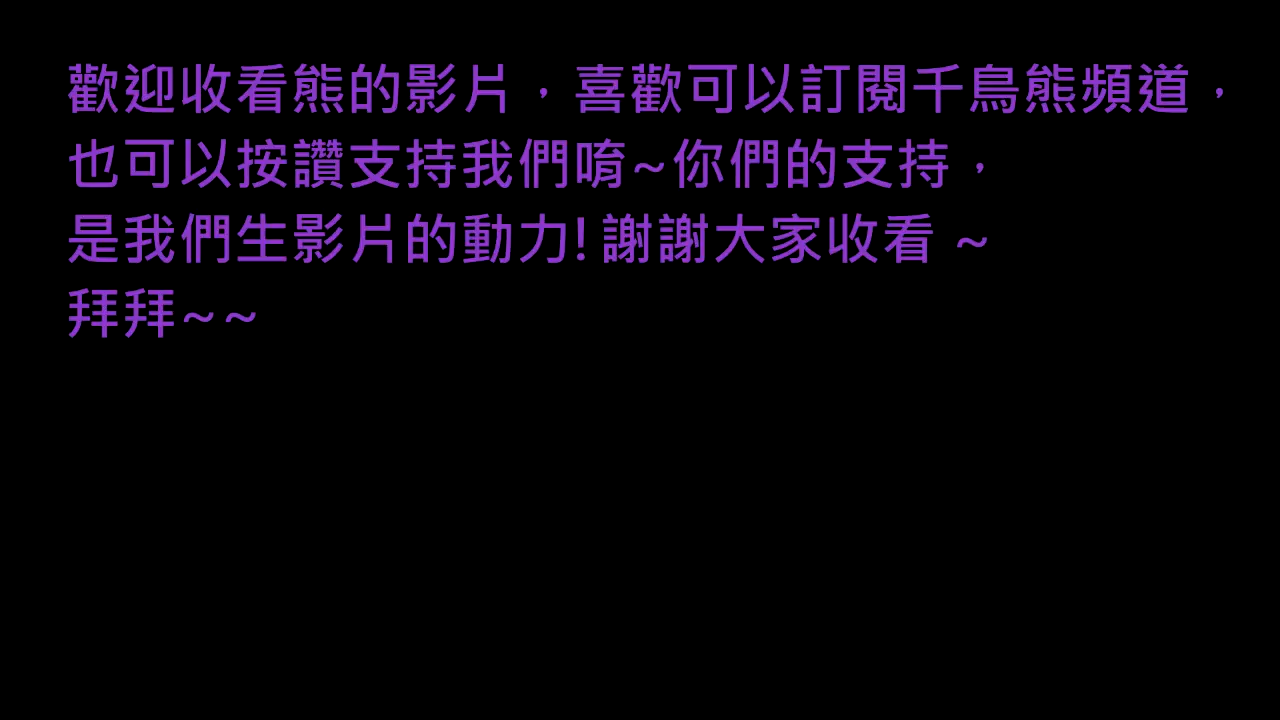 歡迎收看熊的影片，喜歡可以訂閱千鳥熊頻道，
也可以按讚支持我們唷~你們的支持，
是我們生影片的動力! 謝謝大家收看 ~
拜拜~~